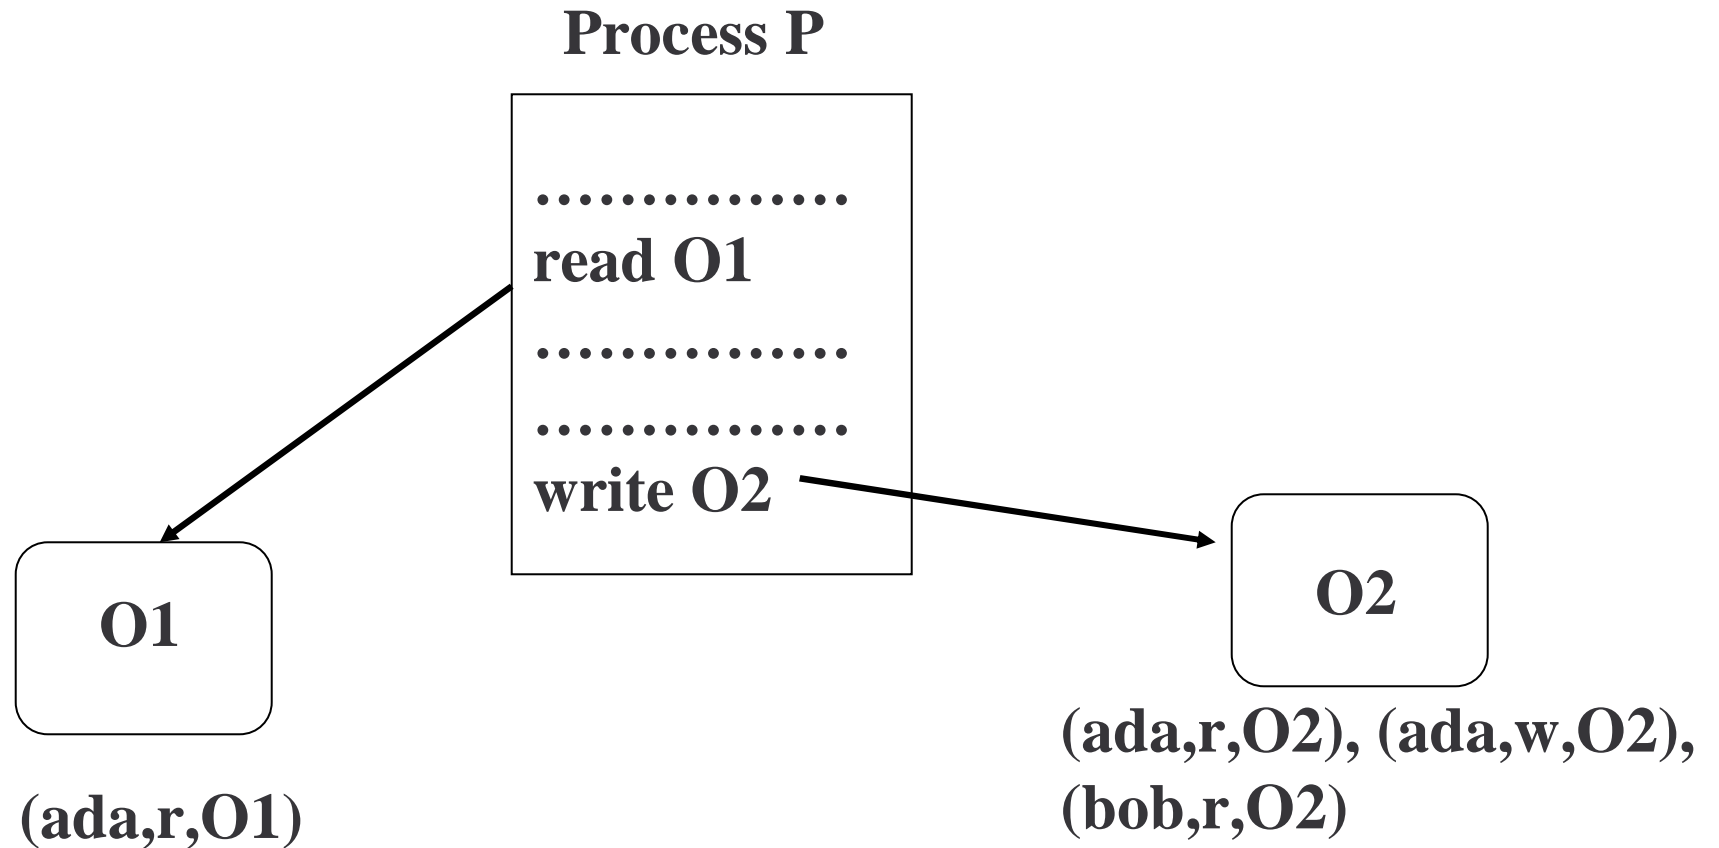 Process P
...............
read O1
...............
...............
write O2
O1
O2
(ada,r,O1)
(ada,r,O2), (ada,w,O2),
(bob,r,O2)